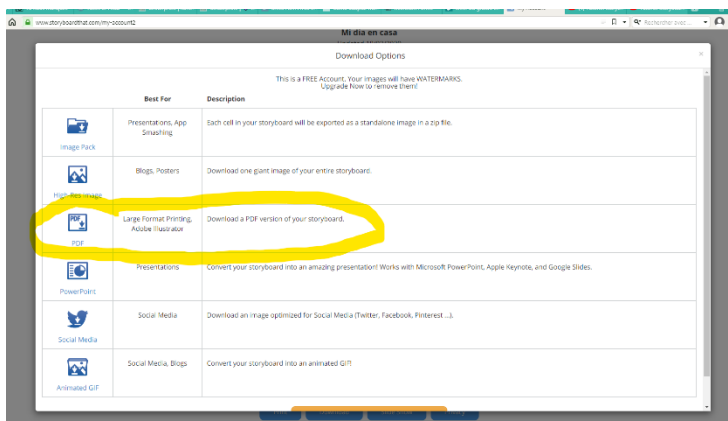 www.storyboardthat.com/my-account2
Rechercher avec
Mi dia en casa
Download Options
This is a FREE Account. Your images will have WATERMARKS.
Upgrade Now to remove them!
Best For Description
Image Pack Presentations, App Smushing Each cell in your storyboard will be exported as a standalone image in a zip file.
High-Res Image Blogs, Posters Download one giant image of your entire storyboard.
PDF Large Format Printing, Adobe Illustrator Download a PDF version of your storyboard.
PowerPoint Presentations Convert your storyboard into an amazing presentation! Works with Microsoft PowerPoint, Apple Keynote, and Google Slides.
Social Media Social Media Download an image optimized for Social Media (Twitter, Facebook, Pinterest ...).
Animated GIF Social Media, Blogs Convert your storyboard into an animated GIF!